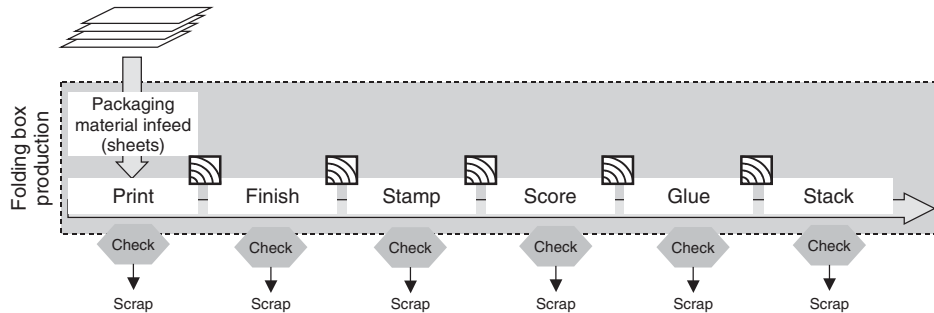 Folding box
production
Packaging
material infeed
(sheets)
Print
Finish
Stamp
Score
Glue
Stack
Check
Check
Check
Check
Check
Check
Scrap
Scrap
Scrap
Scrap
Scrap
Scrap